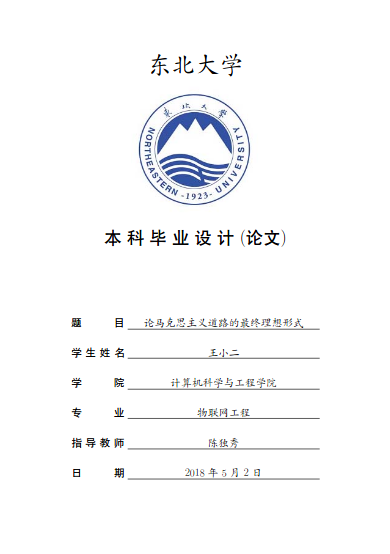 东北大学
东北大学
NORTHEASTERN -1923- UNIVERSITY
本科毕业设计(论文)
题目 论马克思主义道路的最终理想形式
学生姓名 王小二
学院 计算机科学与工程学院
专业 物联网工程
指导教师 陈独秀
日期 2018年5月2日